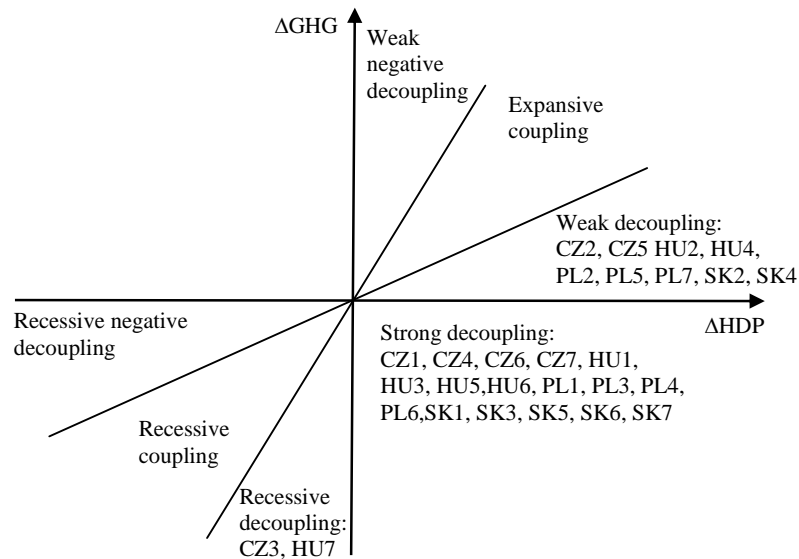 ΔGHG
Weak
negative
decoupling
Expansive
coupling
Weak decoupling:
CZ2, CZ5 HU2, HU4,
PL2, PL5, PL7, SK2, SK4
ΔHDP
Recessive negative
decoupling
Strong decoupling:
CZ1, CZ4, CZ6, CZ7, HU1,
HU3, HU5,HU6, PL1, PL3, PL4,
PL6,SK1, SK3, SK5, SK6, SK7
Recessive
coupling
Recessive
decoupling:
CZ3, HU7